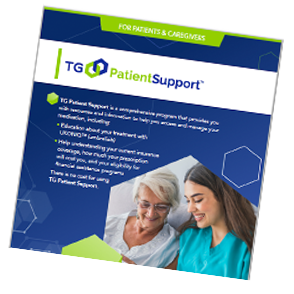 FOR PATIENTS & CAREGIVERS
TG PatientSupport™
TG Patient Support is a comprehensive program that provides you
with resources and information to help you access and manage your
medication, including:
• Education about your treatment with
UKONIQ™ (umbralisib)
• Help understanding your current insurance
coverage, how much your prescription
will cost you, and your eligibility for
financial assistance programs
There is no cost for using
TG Patient Support.